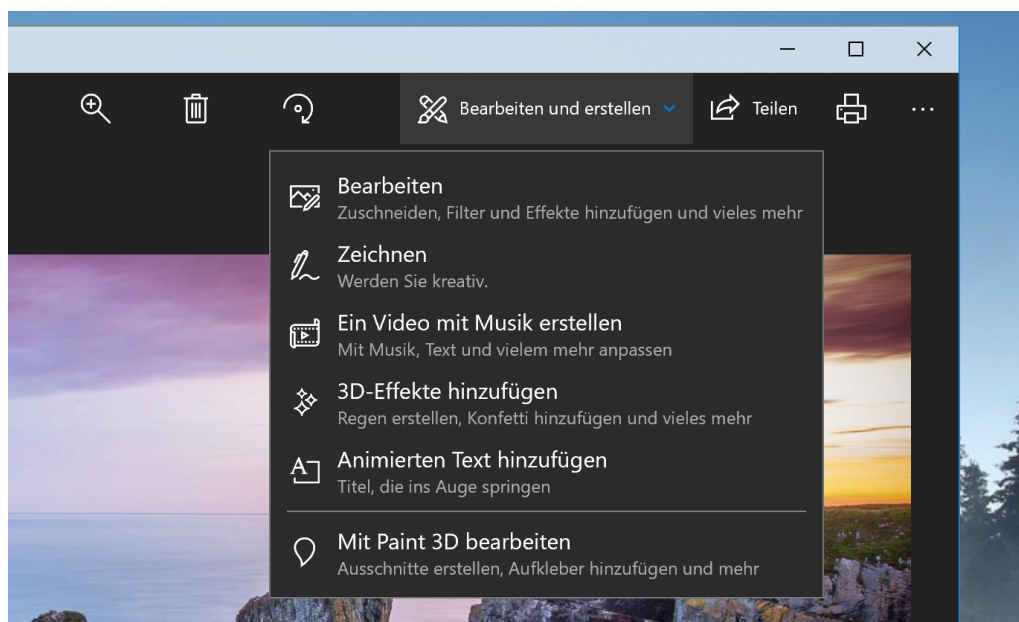 Bearbeiten und erstellen
Teilen
Bearbeiten
Zuschneiden, Filter und Effekte hinzufügen und vieles mehr
Zeichnen
Werden Sie kreativ.
Ein Video mit Musik erstellen
Mit Musik, Text und vielem mehr anpassen
3D-Effekte hinzufügen
Regen erstellen, Konfetti hinzufügen und vieles mehr
Animierten Text hinzufügen
Titel, die ins Auge springen
Mit Paint 3D bearbeiten
Ausschnitte erstellen, Aufkleber hinzufügen und mehr